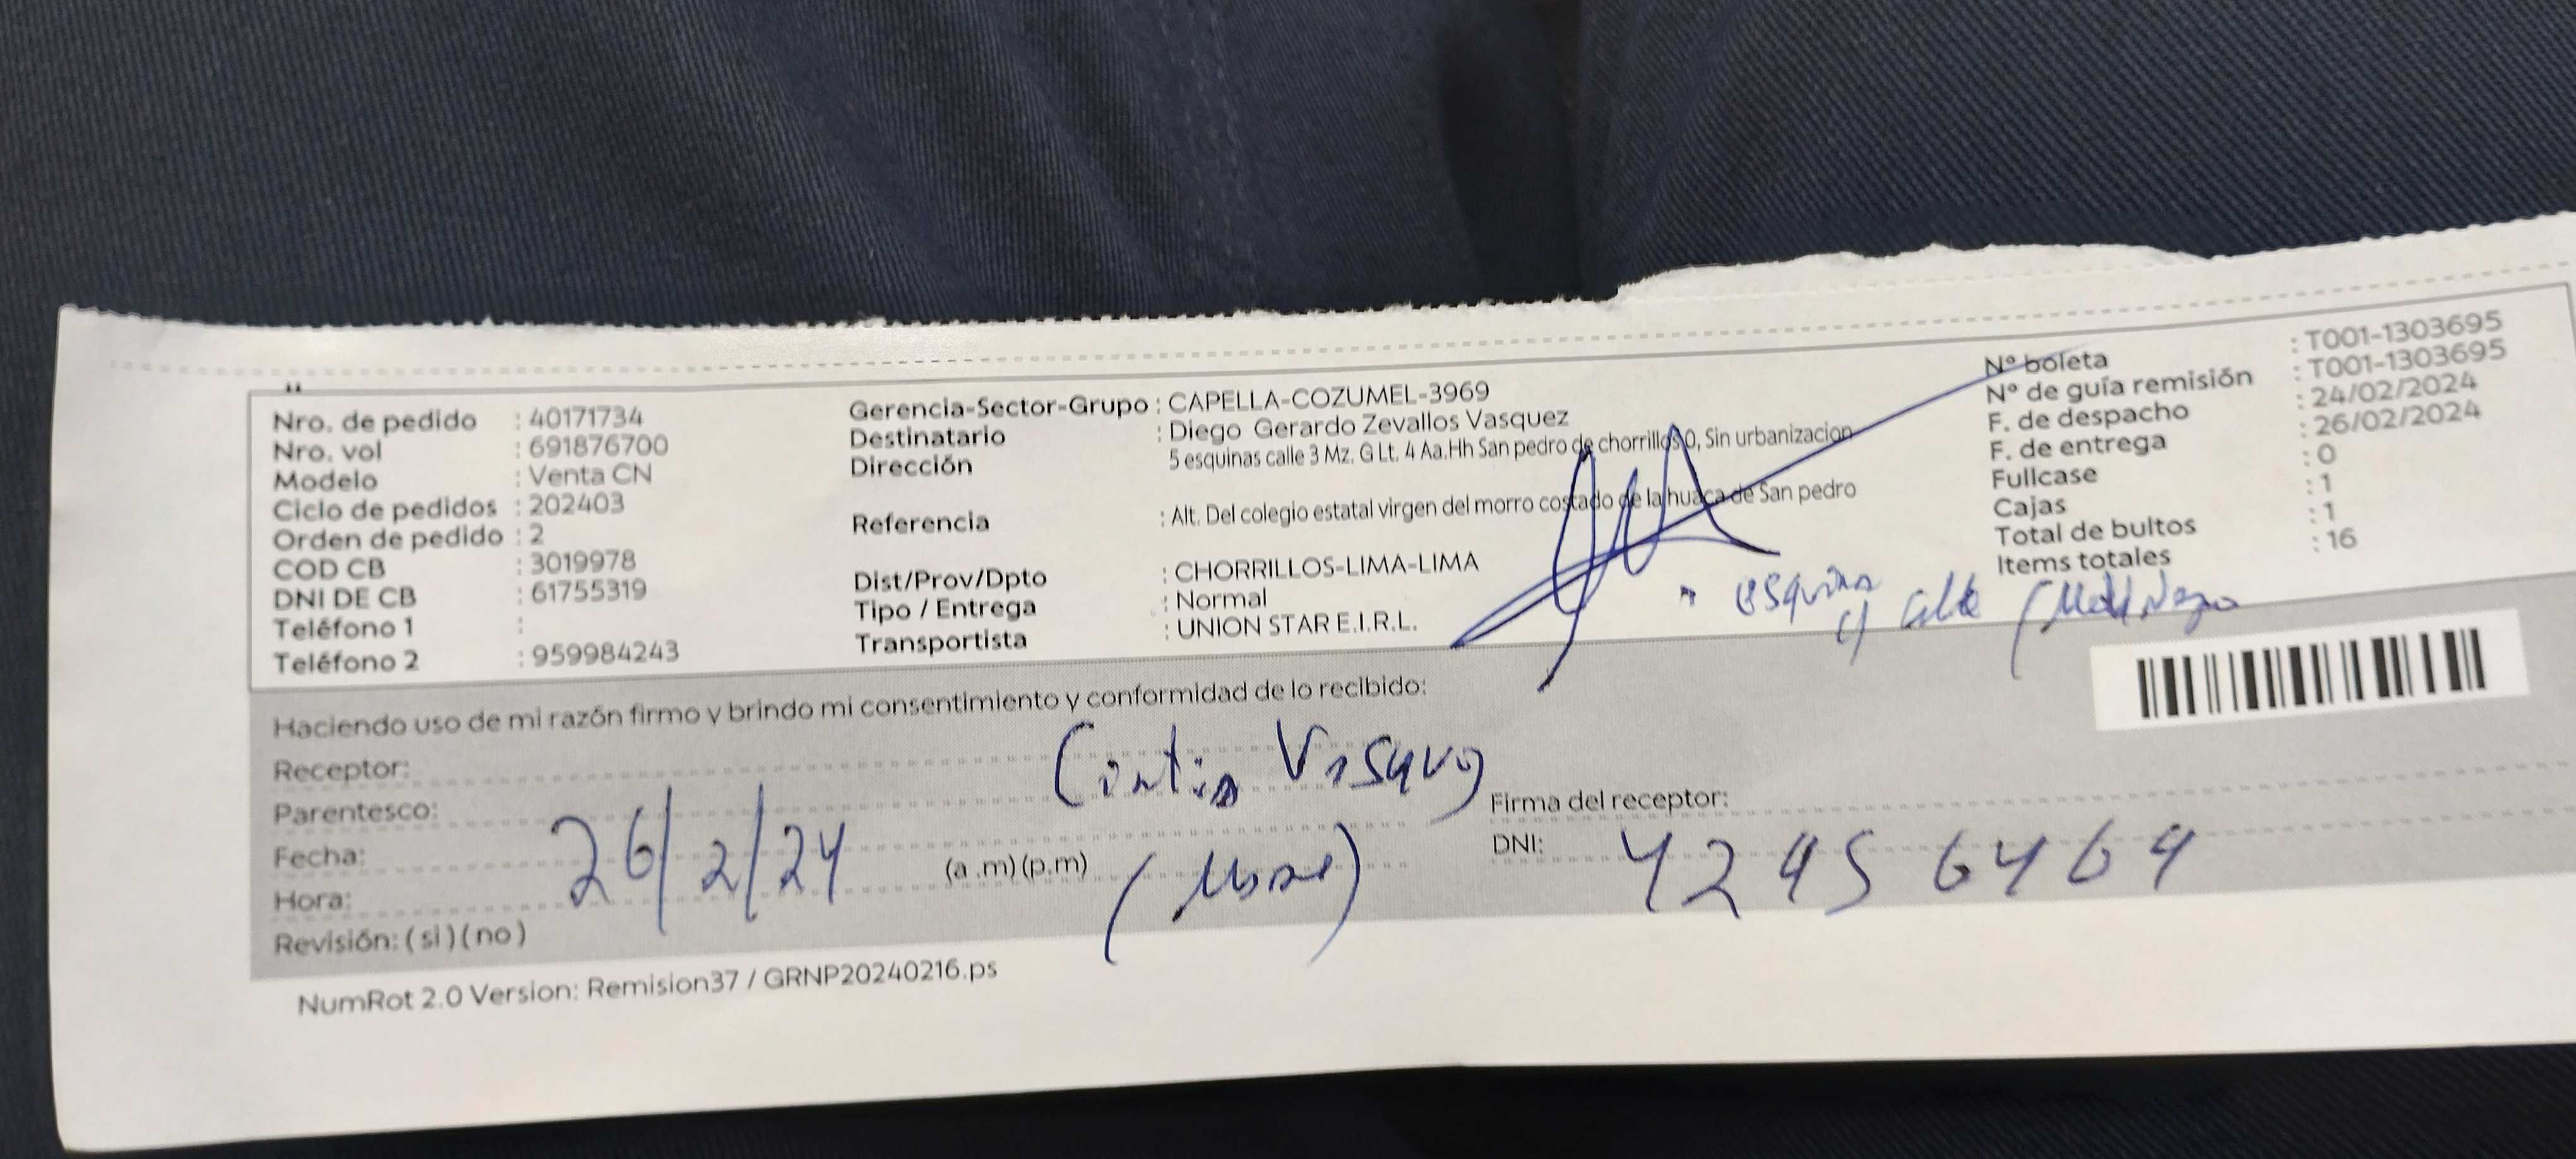 Nro. de pedido : 40171734
Nro. vol : 691876700
Modelo : Venta CN
Ciclo de pedidos : 202403
Orden de pedido : 2
COD CB : 3019978
DNI DE CB : 61755319
Teléfono 1 :
Teléfono 2 : 959984243
Gerencia-Sector-Grupo : CAPELLA-COZUMEL-3969
Destinatario : Diego Gerardo Zevallos Vasquez
Dirección 5 esquinas calle 3 Mz. G Lt. 4 Aa.Hh San pedro de chorrillos 0, Sin urbanizacion
Referencia : Alt. Del colegio estatal virgen del morro costado de la huaca de San pedro
Dist/Prov/Dpto : CHORRILLOS-LIMA-LIMA
Tipo / Entrega : Normal
Transportista : UNION STAR E.I.R.L.
Nº boleta : T001-1303695
Nº de guía remisión : T001-1303695
F. de despacho : 24/02/2024
F. de entrega : 26/02/2024
Fullcase : 0
Cajas : 1
Total de bultos : 1
Items totales : 16
esquina
c/ calle
Haciendo uso de mi razón firmo y brindo mi consentimiento y conformidad de lo recibido:
Receptor: Cintia
Parentesco:
Fecha: 26/2/24
Hora: (a .m) (p.m)
Revisión: ( si ) ( no )
Firma del receptor:
DNI: 42456464
NumRot 2.0 Version: Remision37 / GRNP20240216.ps